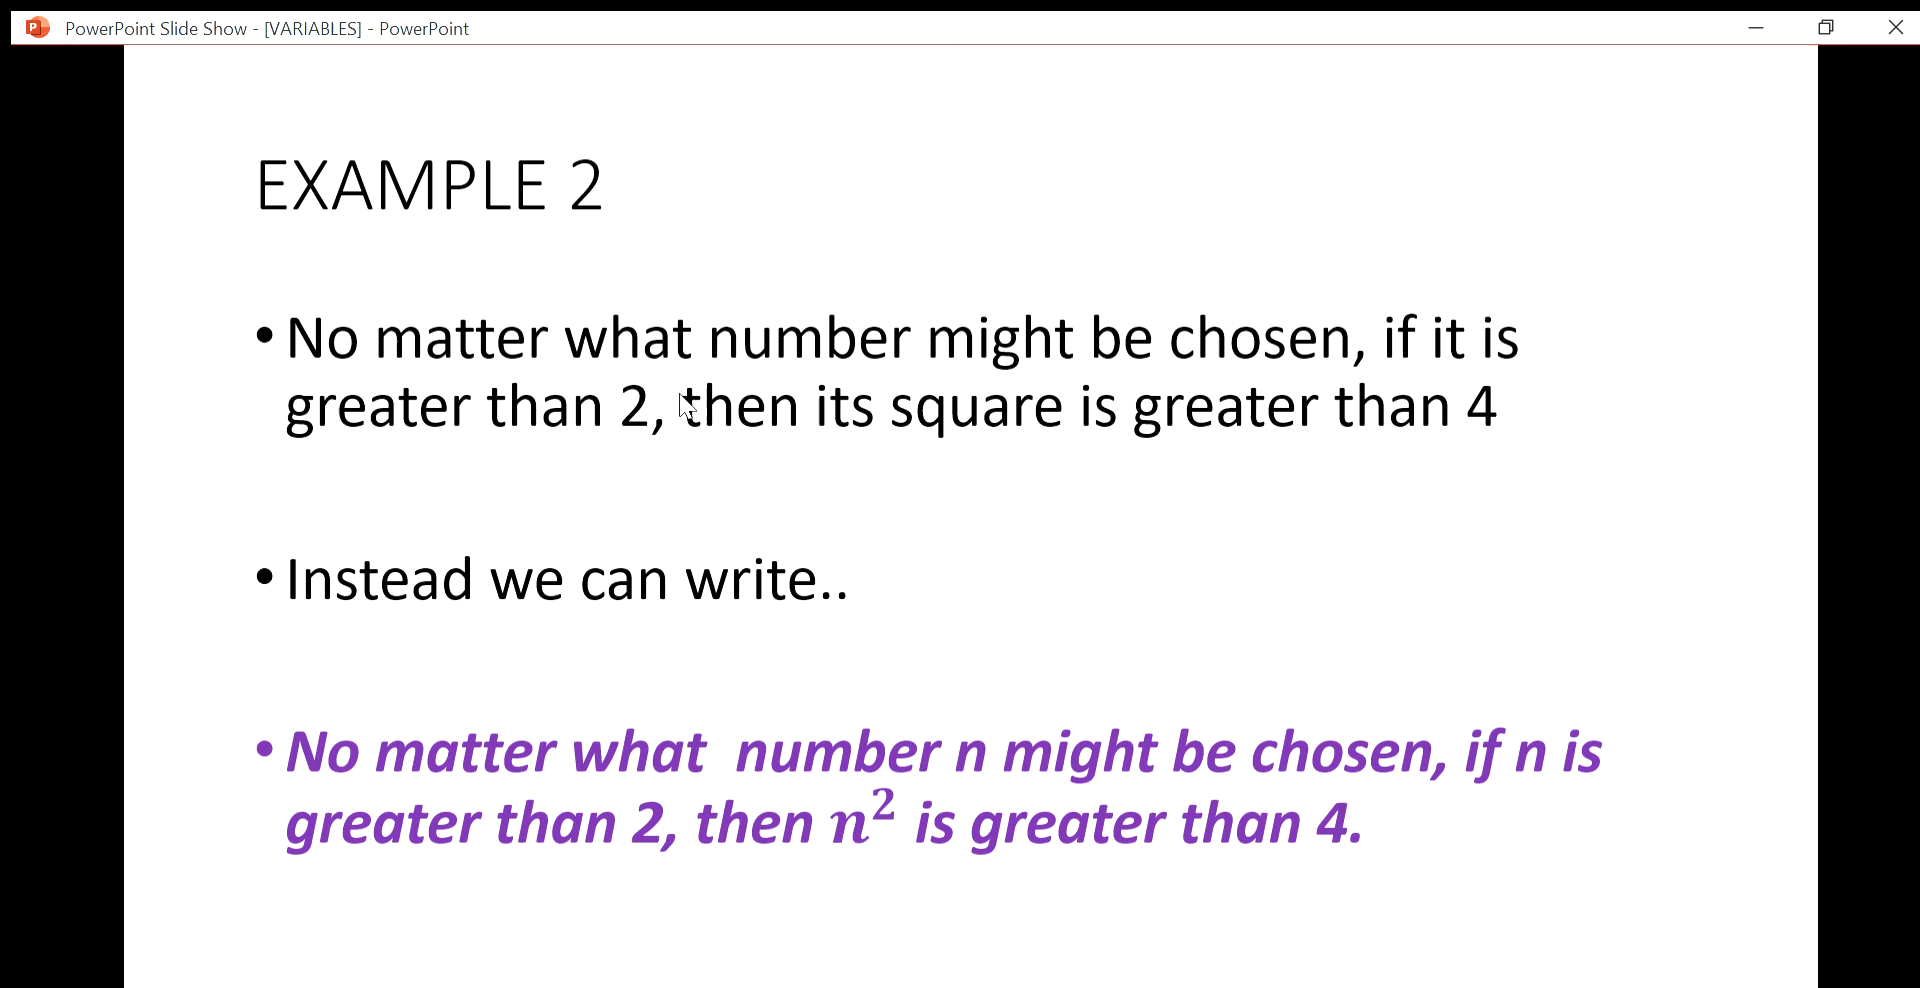 PowerPoint Slide Show - [VARIABLES] - PowerPoint
EXAMPLE 2
• No matter what number might be chosen, if it is
greater than 2, then its square is greater than 4
• Instead we can write..
• No matter what  number n might be chosen, if n is
greater than 2, then n² is greater than 4.